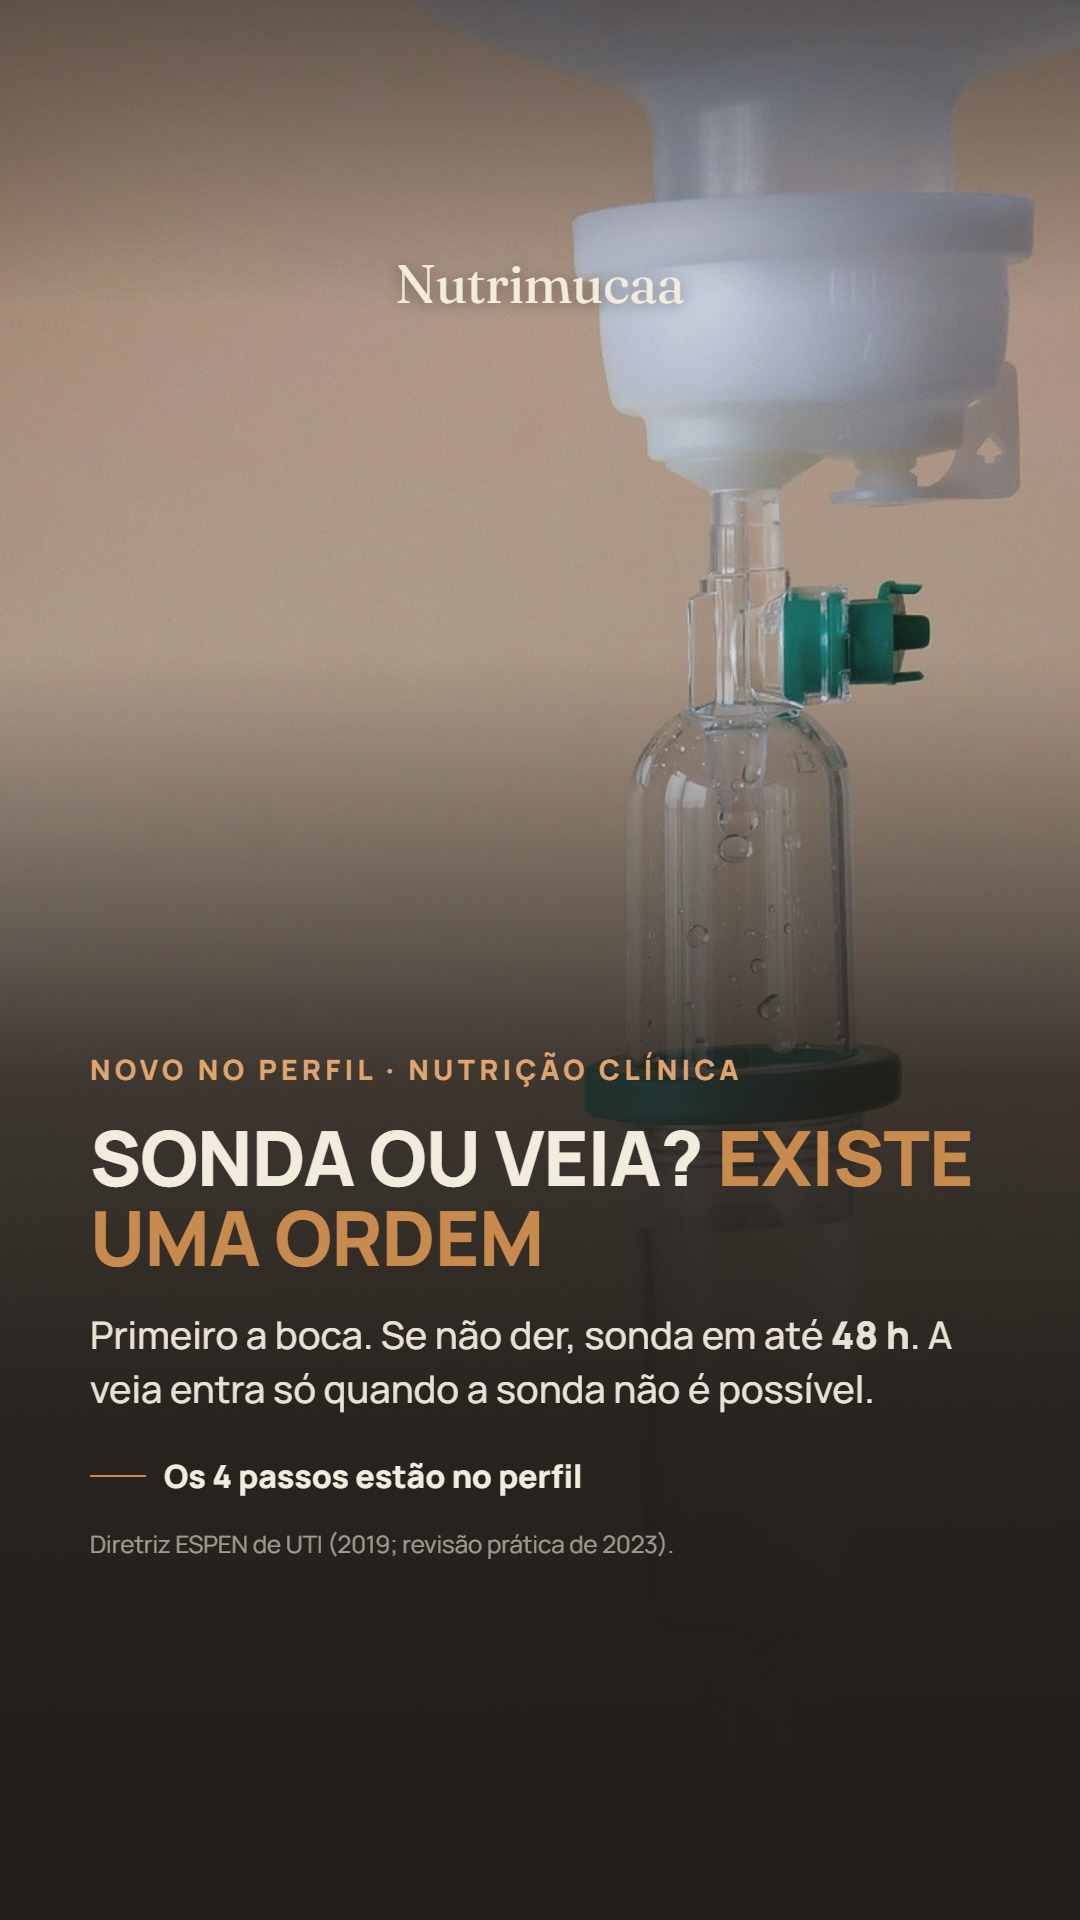 Nutrimucaa
NOVO NO PERFIL · NUTRIÇÃO CLÍNICA
SONDA OU VEIA? EXISTE
UMA ORDEM
Primeiro a boca. Se não der, sonda em até 48 h. A
veia entra só quando a sonda não é possível.
Os 4 passos estão no perfil
Diretriz ESPEN de UTI (2019; revisão prática de 2023).